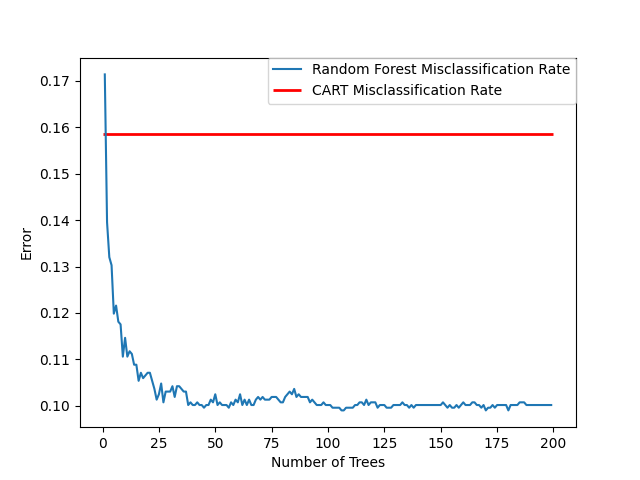 Random Forest Misclassification Rate
CART Misclassification Rate
0.17
0.16
0.15
0.14
0.13
0.12
0.11
0.10
Error
0 25 50 75 100 125 150 175 200
Number of Trees